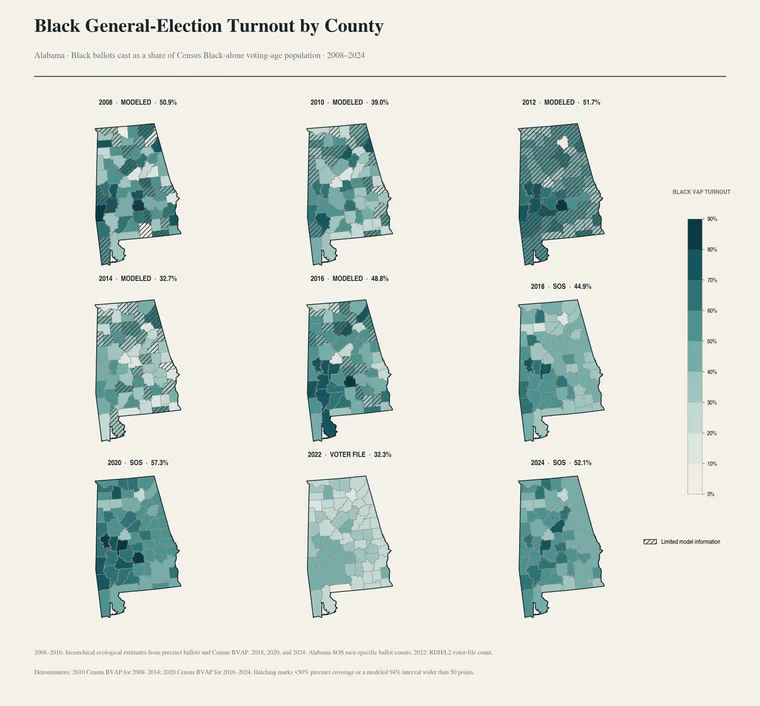 Black General-Election Turnout by County
Alabama · Black ballots cast as a share of Census Black-alone voting-age population · 2008–2024
2008 · MODELED · 50.9%
2010 · MODELED · 39.0%
2012 · MODELED · 51.7%
BLACK VAP TURNOUT
90%
80%
70%
60%
50%
40%
30%
20%
10%
0%
2014 · MODELED · 32.7%
2016 · MODELED · 48.8%
2018 · SOS · 44.9%
2020 · SOS · 57.3%
2022 · VOTER FILE · 32.3%
2024 · SOS · 52.1%
Limited model information
2008–2016: hierarchical ecological estimates from precinct ballots and Census BVAP. 2018, 2020, and 2024: Alabama SOS race-specific ballot counts. 2022: RDH/L2 voter-file count.
Denominators: 2010 Census BVAP for 2008–2014; 2020 Census BVAP for 2016–2024. Hatching marks <50% precinct coverage or a modeled 94% interval wider than 50 points.